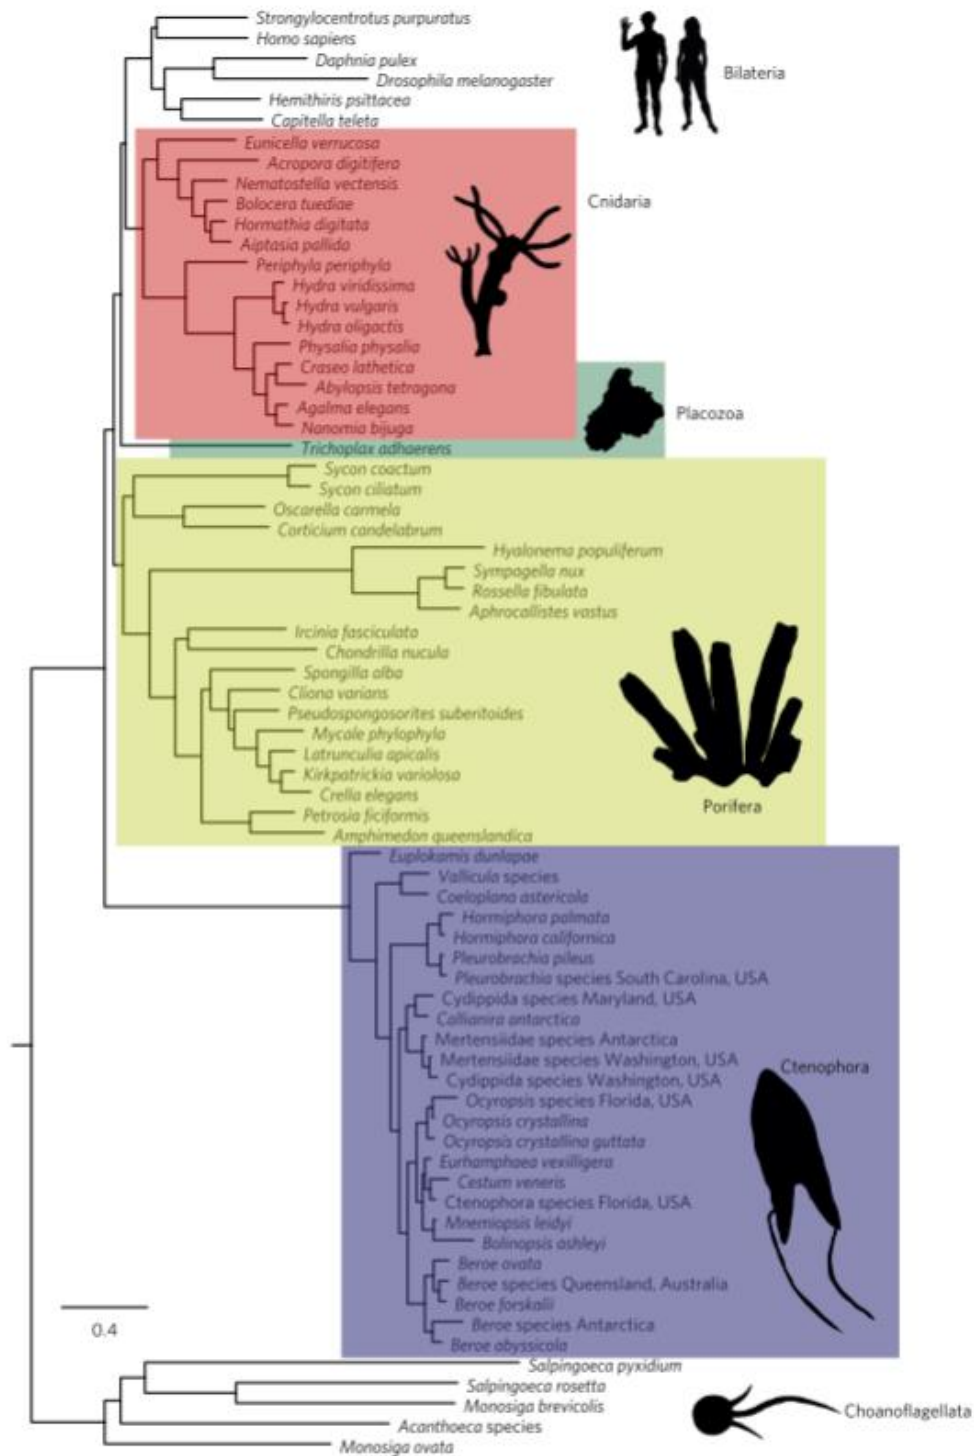 Strongylocentrotus purpuratus
Homo sapiens
Daphnia pulex
Bilateria
Drosophila melanogaster
Hemithiris psittacea
Capitella teleta
Eunicella verrucosa
Acropora digitifera
Nematostella vectensis
Cnidaria
Bolocera tuediae
Hormathia digitata
Aiptasia pallida
Periphyla periphyla
Hydra viridissima
Hydra vulgaris
Hydra oligactis
Physalia physalia
Craseo lathetica
Abylopsis tetragona
Agalma elegans
Placozoa
Nanomia bijuga
Trichoplax adhaerens
Sycon coactum
Sycon ciliatum
Oscarella carmela
Corticium candelabrum
Hyalonema populiferum
Sympagella nux
Rossella fibulata
Aphrocallistes vastus
Ircinia fasciculata
Chondrilla nucula
Spongilla alba
Cliona varians
Pseudospongosorites suberitoides
Mycale phylophyla
Latrunculia apicalis
Kirkpatrickia variolosa
Crella elegans
Porifera
Petrosia ficiformis
Amphimedon queenslandica
Euplokamis dunlapae
Vallicula species
Coeloplana astericola
Hormiphora palmata
Hormiphora californica
Pleurobrachia pileus
Pleurobrachia species South Carolina, USA
Cydippida species Maryland, USA
Callianira antarctica
Mertensiidae species Antarctica
Mertensiidae species Washington, USA
Ctenophora
Cydippida species Washington, USA
Ocyropsis species Florida, USA
Ocyropsis crystallina
Ocyropsis crystallina guttata
Eurhamphaea vexilligera
Cestum veneris
Ctenophora species Florida, USA
Mnemiopsis leidyi
Bolinopsis ashleyi
Beroe ovata
Beroe species Queensland, Australia
Beroe forskalii
Beroe species Antarctica
0.4
Beroe abyssicola
Salpingoeca pyxidium
Salpingoeca rosetta
Monosiga brevicolis
Choanoflagellata
Acanthoeca species
Monosiga ovata